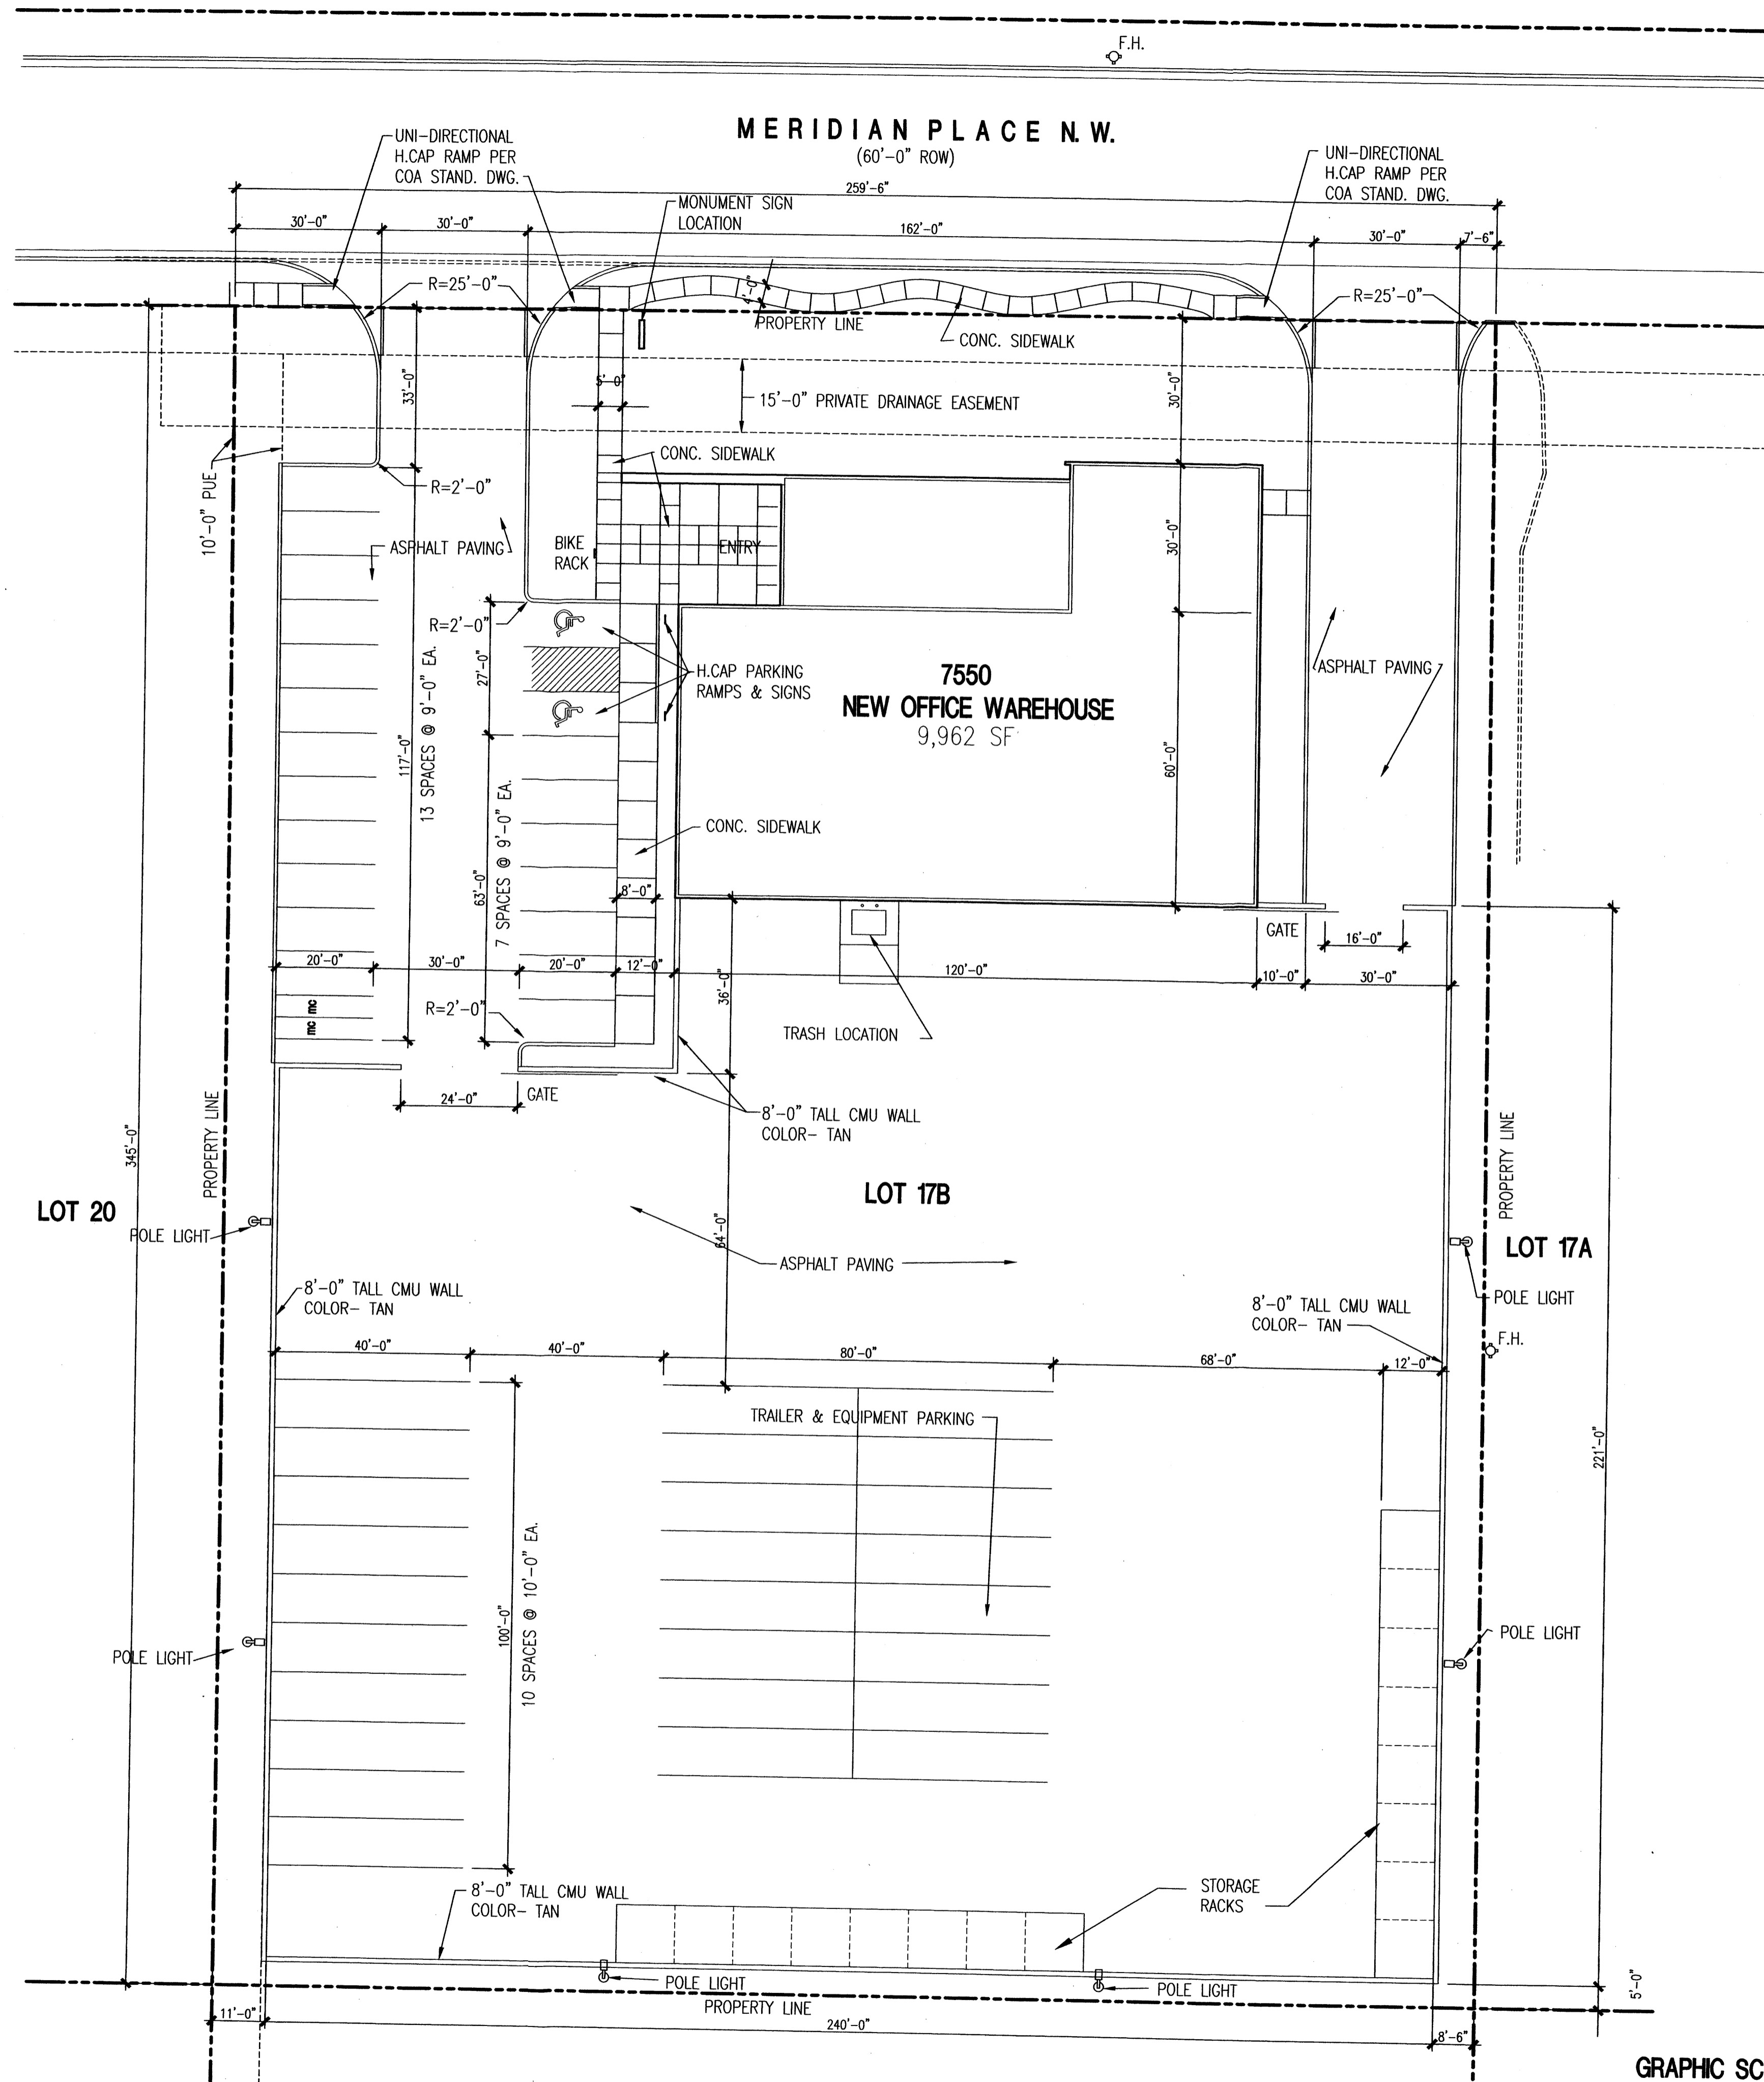 F.H.
MERIDIAN PLACE N.W.
(60'-0" ROW)
UNI-DIRECTIONAL
H.CAP RAMP PER
COA STAND. DWG.
UNI-DIRECTIONAL
H.CAP RAMP PER
COA STAND. DWG.
259'-6"
MONUMENT SIGN
LOCATION
30'-0"
30'-0"
162'-0"
30'-0"
7'-6"
R=25'-0"
R=25'-0"
4'-0"
PROPERTY LINE
CONC. SIDEWALK
33'-0"
5'-0"
15'-0" PRIVATE DRAINAGE EASEMENT
30'-0"
CONC. SIDEWALK
R=2'-0"
10'-0" PUE
ASPHALT PAVING
BIKE
RACK
ENTRY
30'-0"
R=2'-0"
27'-0"
H.CAP PARKING
RAMPS & SIGNS
7550
NEW OFFICE WAREHOUSE
9,962 SF
ASPHALT PAVING
117'-0"
13 SPACES @ 9'-0" EA.
60'-0"
63'-0"
7 SPACES @ 9'-0" EA.
CONC. SIDEWALK
8'-0"
GATE
16'-0"
20'-0"
30'-0"
20'-0"
12'-0"
36'-0"
120'-0"
10'-0"
30'-0"
mc mc
R=2'-0"
TRASH LOCATION
24'-0"
GATE
8'-0" TALL CMU WALL
COLOR- TAN
345'-0"
PROPERTY LINE
PROPERTY LINE
LOT 20
POLE LIGHT
LOT 17B
64'-0"
ASPHALT PAVING
LOT 17A
POLE LIGHT
8'-0" TALL CMU WALL
COLOR- TAN
8'-0" TALL CMU WALL
COLOR- TAN
F.H.
40'-0"
40'-0"
80'-0"
68'-0"
12'-0"
TRAILER & EQUIPMENT PARKING
221'-0"
100'-0"
10 SPACES @ 10'-0" EA.
POLE LIGHT
POLE LIGHT
8'-0" TALL CMU WALL
COLOR- TAN
STORAGE
RACKS
POLE LIGHT
POLE LIGHT
5'-0"
PROPERTY LINE
11'-0"
240'-0"
8'-6"
GRAPHIC SC